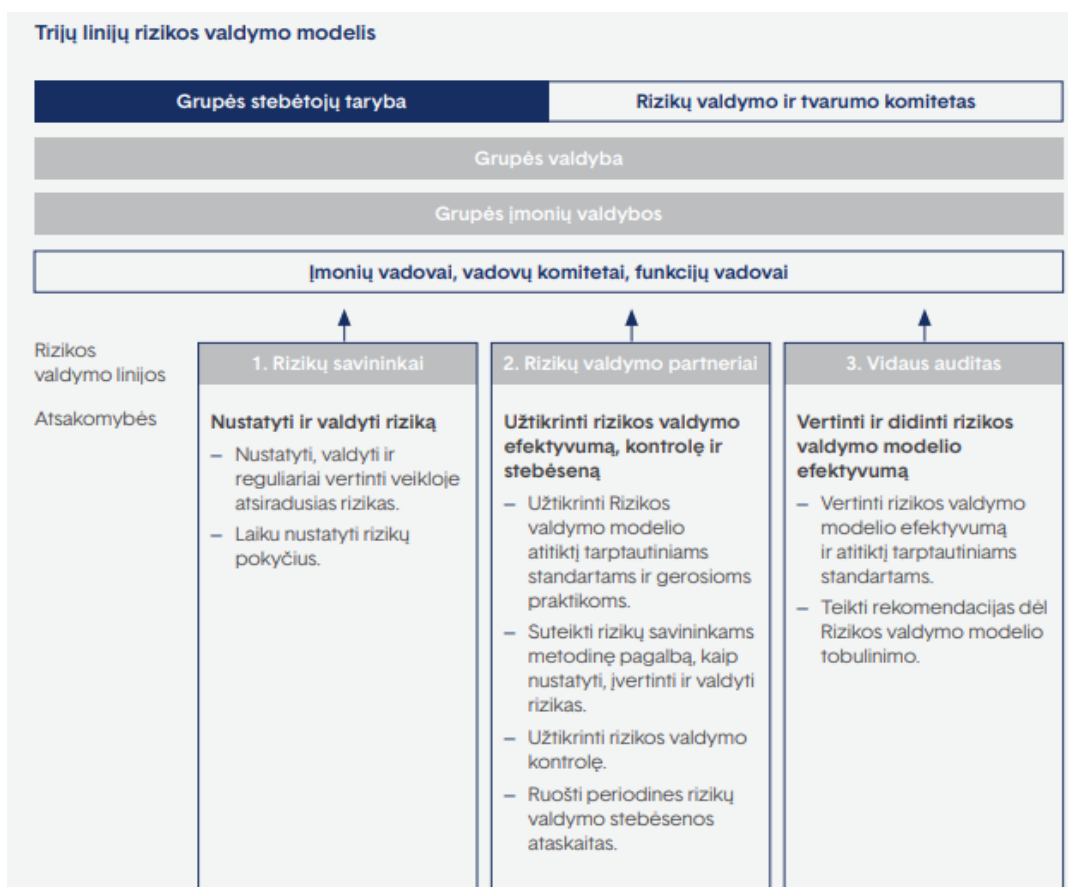 Trijų linijų rizikos valdymo modelis
Grupės stebėtojų taryba
Rizikų valdymo ir tvarumo komitetas
Grupės valdyba
Grupės įmonių valdybos
Įmonių vadovai, vadovų komitetai, funkcijų vadovai
Rizikos
valdymo linijos
1. Rizikų savininkai
2. Rizikų valdymo partneriai
3. Vidaus auditas
Atsakomybės
Nustatyti ir valdyti riziką
– Nustatyti, valdyti ir
reguliariai vertinti veikloje
atsiradusias rizikas.
– Laiku nustatyti rizikų
pokyčius.
Užtikrinti rizikos valdymo
efektyvumą, kontrolę ir
stebėseną
– Užtikrinti Rizikos
valdymo modelio
atitiktį tarptautiniams
standartams ir gerosioms
praktikoms.
– Suteikti rizikų savininkams
metodinę pagalbą, kaip
nustatyti, įvertinti ir valdyti
rizikas.
– Užtikrinti rizikos valdymo
kontrolę.
– Ruošti periodines rizikų
valdymo stebėsenos
ataskaitas.
Vertinti ir didinti rizikos
valdymo modelio
efektyvumą
– Vertinti rizikos valdymo
modelio efektyvumą
ir atitiktį tarptautiniams
standartams.
– Teikti rekomendacijas dėl
Rizikos valdymo modelio
tobulinimo.